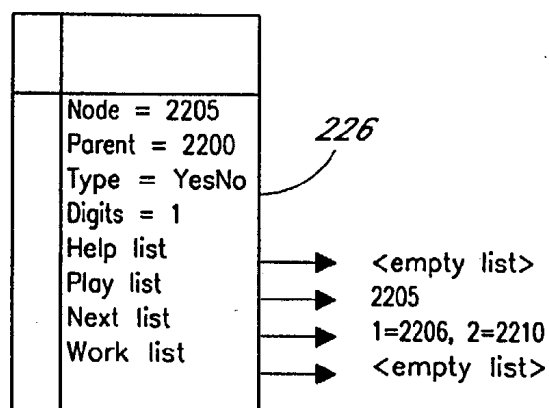 Node = 2205
Parent = 2200
226
Type = YesNo
Digits = 1
Help list
<empty list>
Play list
2205
Next list
1=2206, 2=2210
Work list
<empty list>